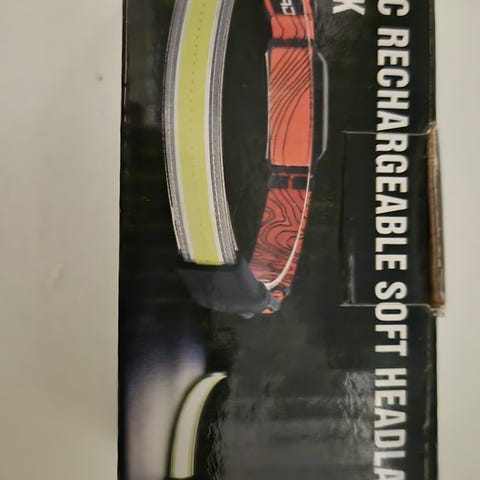 C RECHARGEABLE SOFT HEADLA
K